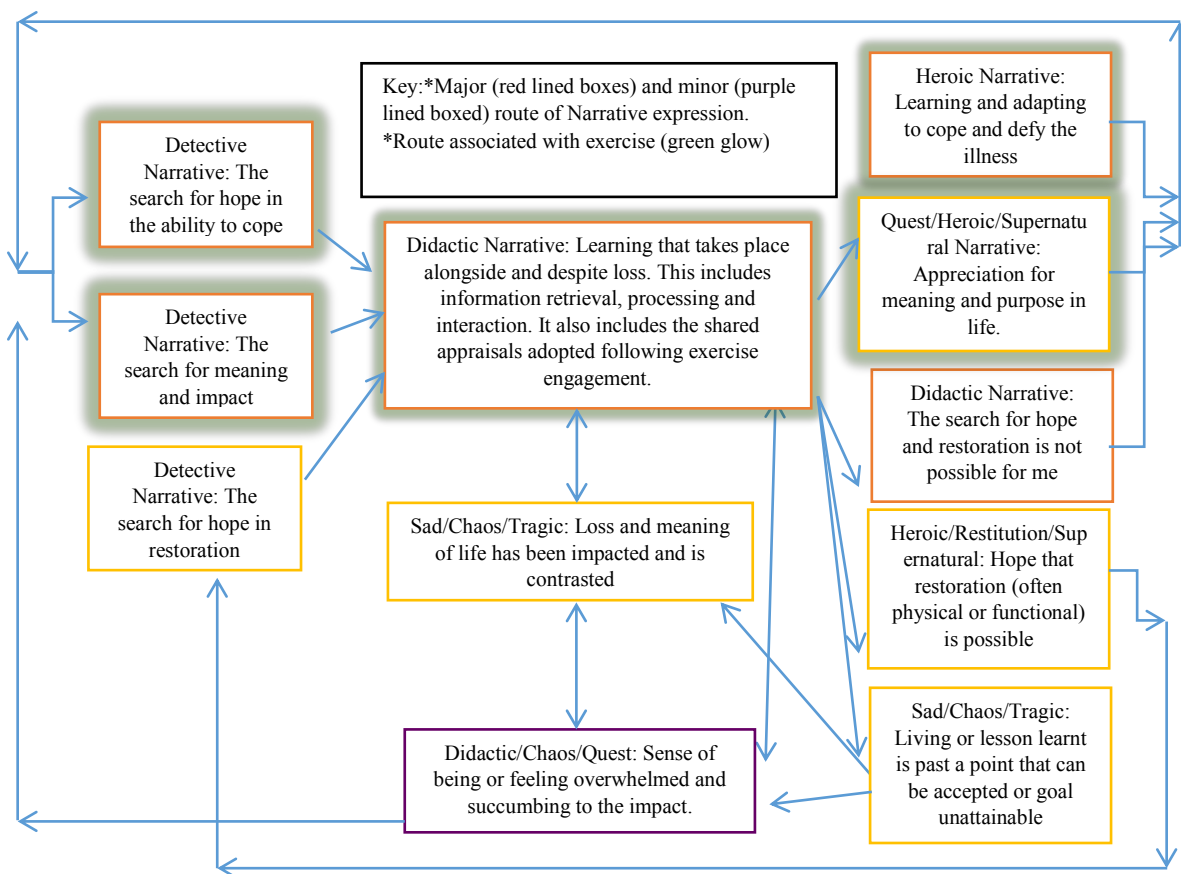 Key:*Major (red lined boxes) and minor (purple
lined boxed) route of Narrative expression.
*Route associated with exercise (green glow)
Detective
Narrative: The
search for hope in
the ability to cope
Detective
Narrative: The
search for meaning
and impact
Detective
Narrative: The
search for hope in
restoration
Didactic Narrative: Learning that takes place
alongside and despite loss. This includes
information retrieval, processing and
interaction. It also includes the shared
appraisals adopted following exercise
engagement.
Sad/Chaos/Tragic: Loss and meaning
of life has been impacted and is
contrasted
Didactic/Chaos/Quest: Sense of
being or feeling overwhelmed and
succumbing to the impact.
Heroic Narrative:
Learning and adapting
to cope and defy the
illness
Quest/Heroic/Supernatu
ral Narrative:
Appreciation for
meaning and purpose in
life.
Didactic Narrative:
The search for hope
and restoration is not
possible for me
Heroic/Restitution/Sup
ernatural: Hope that
restoration (often
physical or functional)
is possible
Sad/Chaos/Tragic:
Living or lesson learnt
is past a point that can
be accepted or goal
unattainable